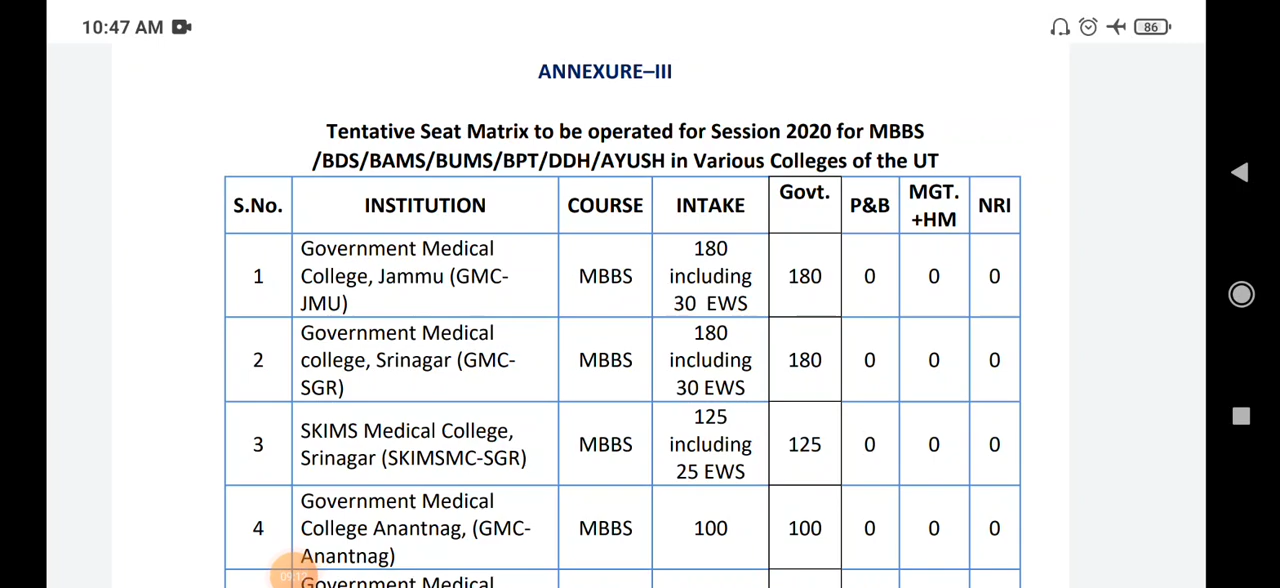 10:47 AM
86
ANNEXURE–III
Tentative Seat Matrix to be operated for Session 2020 for MBBS
/BDS/BAMS/BUMS/BPT/DDH/AYUSH in Various Colleges of the UT
S.No. INSTITUTION COURSE INTAKE Govt. P&B MGT. +HM NRI
1 Government Medical College, Jammu (GMC-JMU) MBBS 180 including 30 EWS 180 0 0 0
2 Government Medical college, Srinagar (GMC-SGR) MBBS 180 including 30 EWS 180 0 0 0
3 SKIMS Medical College, Srinagar (SKIMSMC-SGR) MBBS 125 including 25 EWS 125 0 0 0
4 Government Medical College Anantnag, (GMC-Anantnag) MBBS 100 100 0 0 0
Government Medical